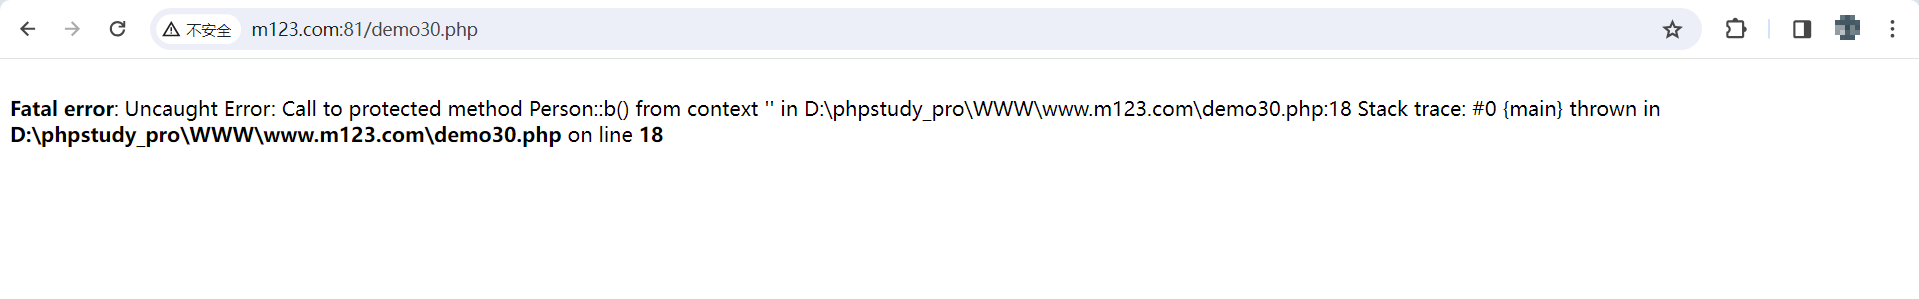 不安全 m123.com:81/demo30.php
Fatal error: Uncaught Error: Call to protected method Person::b() from context '' in D:\phpstudy_pro\WWW\www.m123.com\demo30.php:18 Stack trace: #0 {main} thrown in
D:\phpstudy_pro\WWW\www.m123.com\demo30.php on line 18